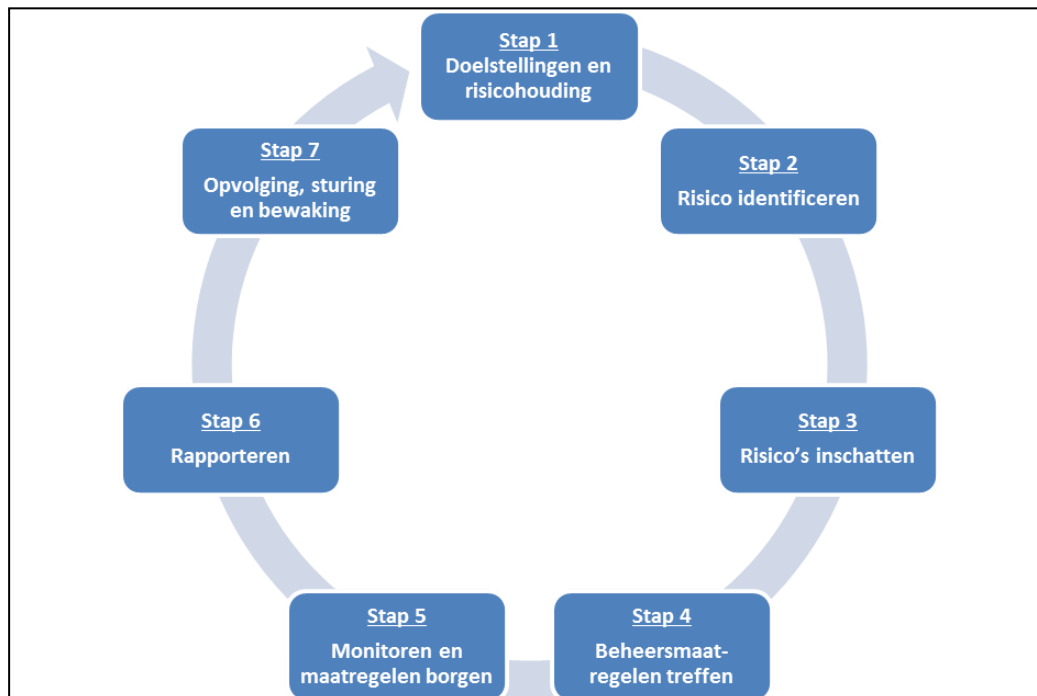 Stap 1
Doelstellingen en
risicohouding
Stap 2
Risico identificeren
Stap 3
Risico’s inschatten
Stap 4
Beheersmaat-
regelen treffen
Stap 5
Monitoren en
maatregelen borgen
Stap 6
Rapporteren
Stap 7
Opvolging, sturing
en bewaking